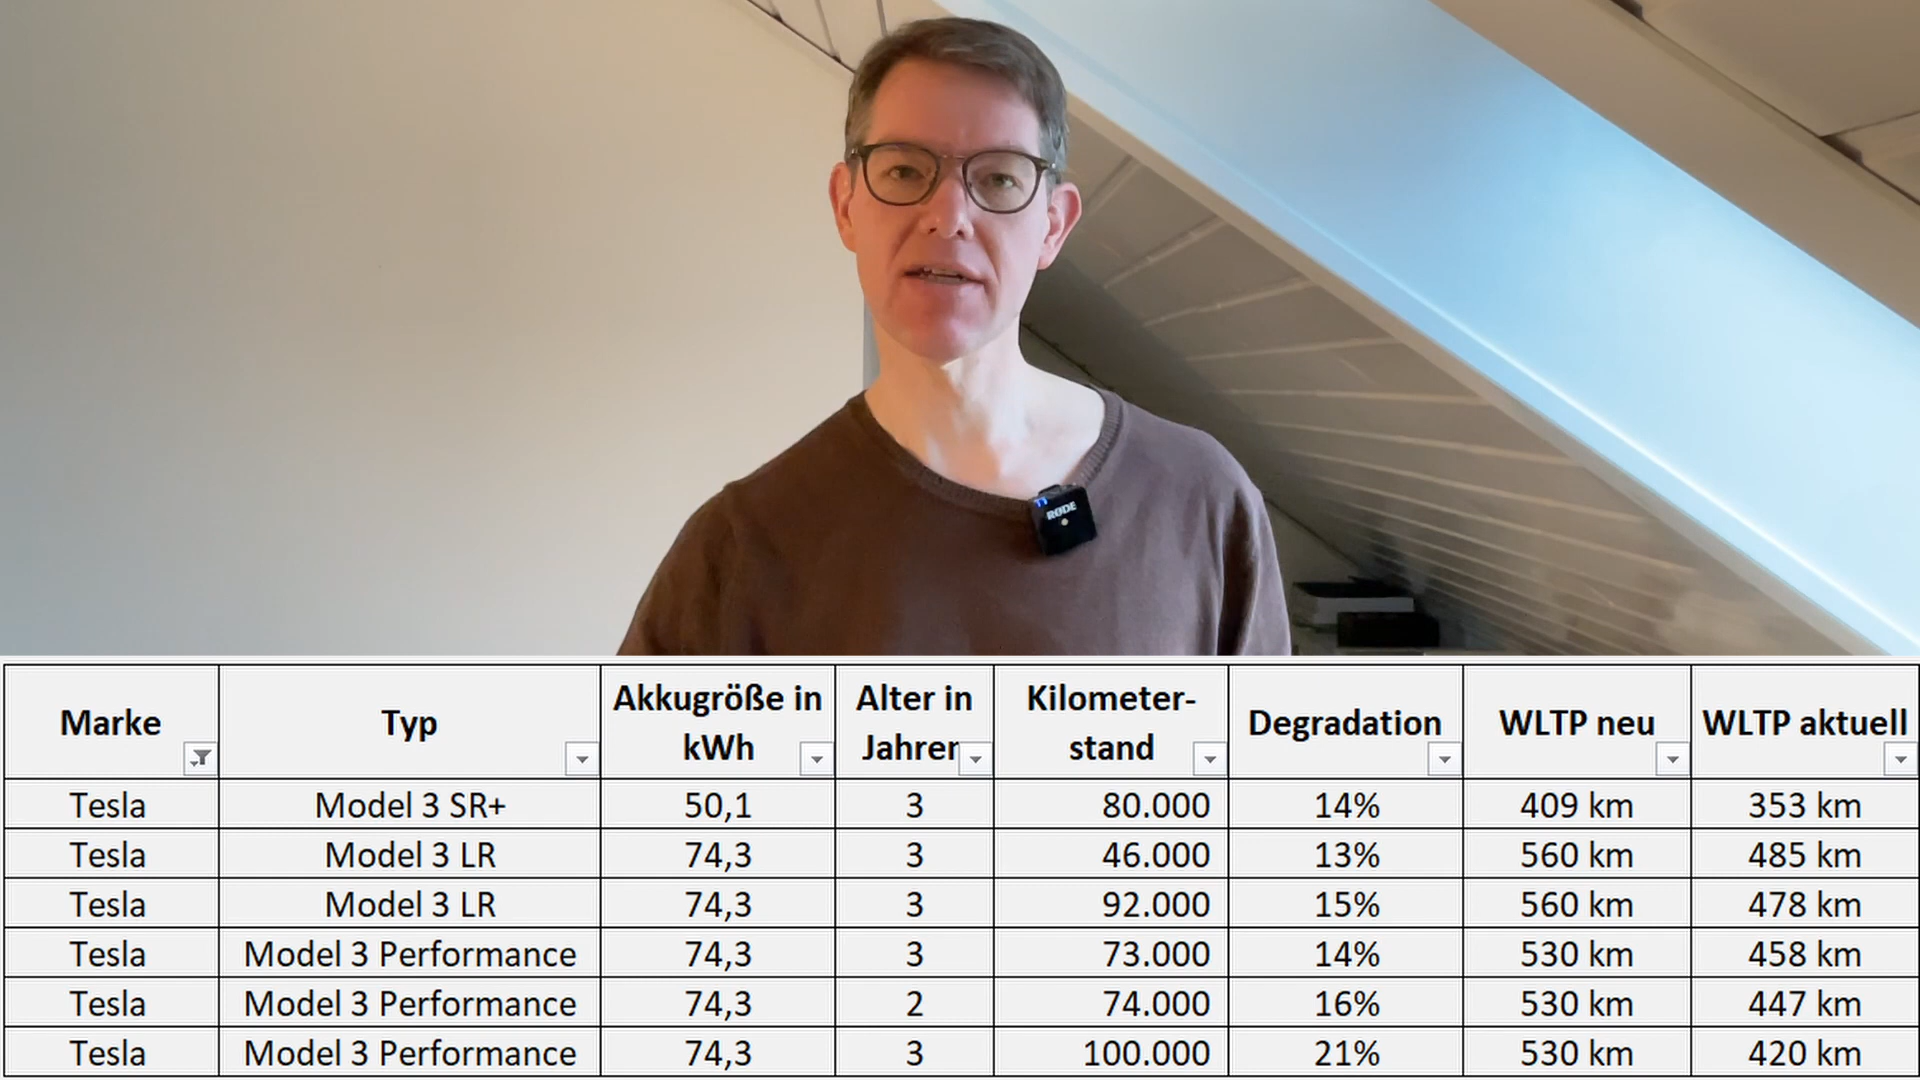 RØDE
Marke Typ Akkugröße in kWh Alter in Jahren Kilometer-stand Degradation WLTP neu WLTP aktuell
Tesla Model 3 SR+ 50,1 3 80.000 14% 409 km 353 km
Tesla Model 3 LR 74,3 3 46.000 13% 560 km 485 km
Tesla Model 3 LR 74,3 3 92.000 15% 560 km 478 km
Tesla Model 3 Performance 74,3 3 73.000 14% 530 km 458 km
Tesla Model 3 Performance 74,3 2 74.000 16% 530 km 447 km
Tesla Model 3 Performance 74,3 3 100.000 21% 530 km 420 km